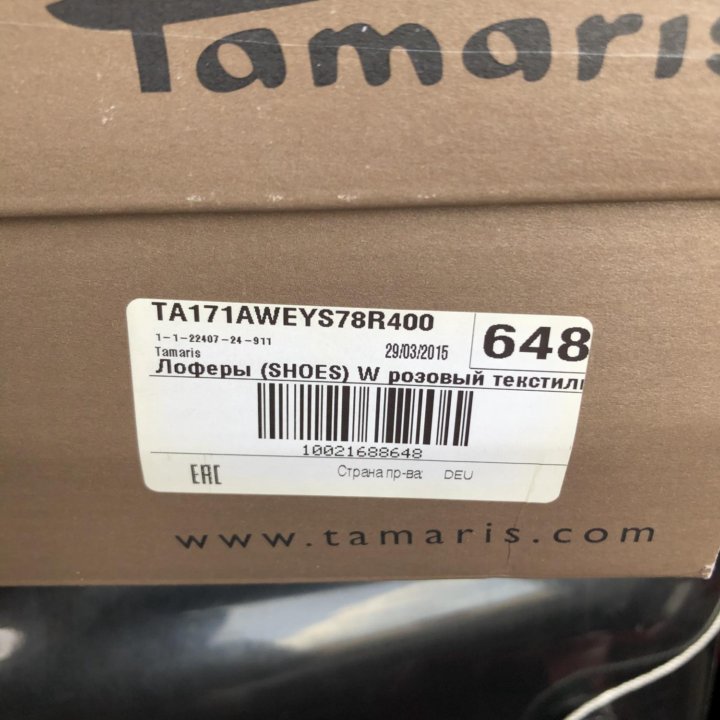 Tamaris
TA171AWEYS78R400
648
1-1-22407-24-911
Tamaris
29/03/2015
Лоферы (SHOES) W розовый текстиль
10021688648
EAC
Страна пр-ва: DEU
www.tamaris.com